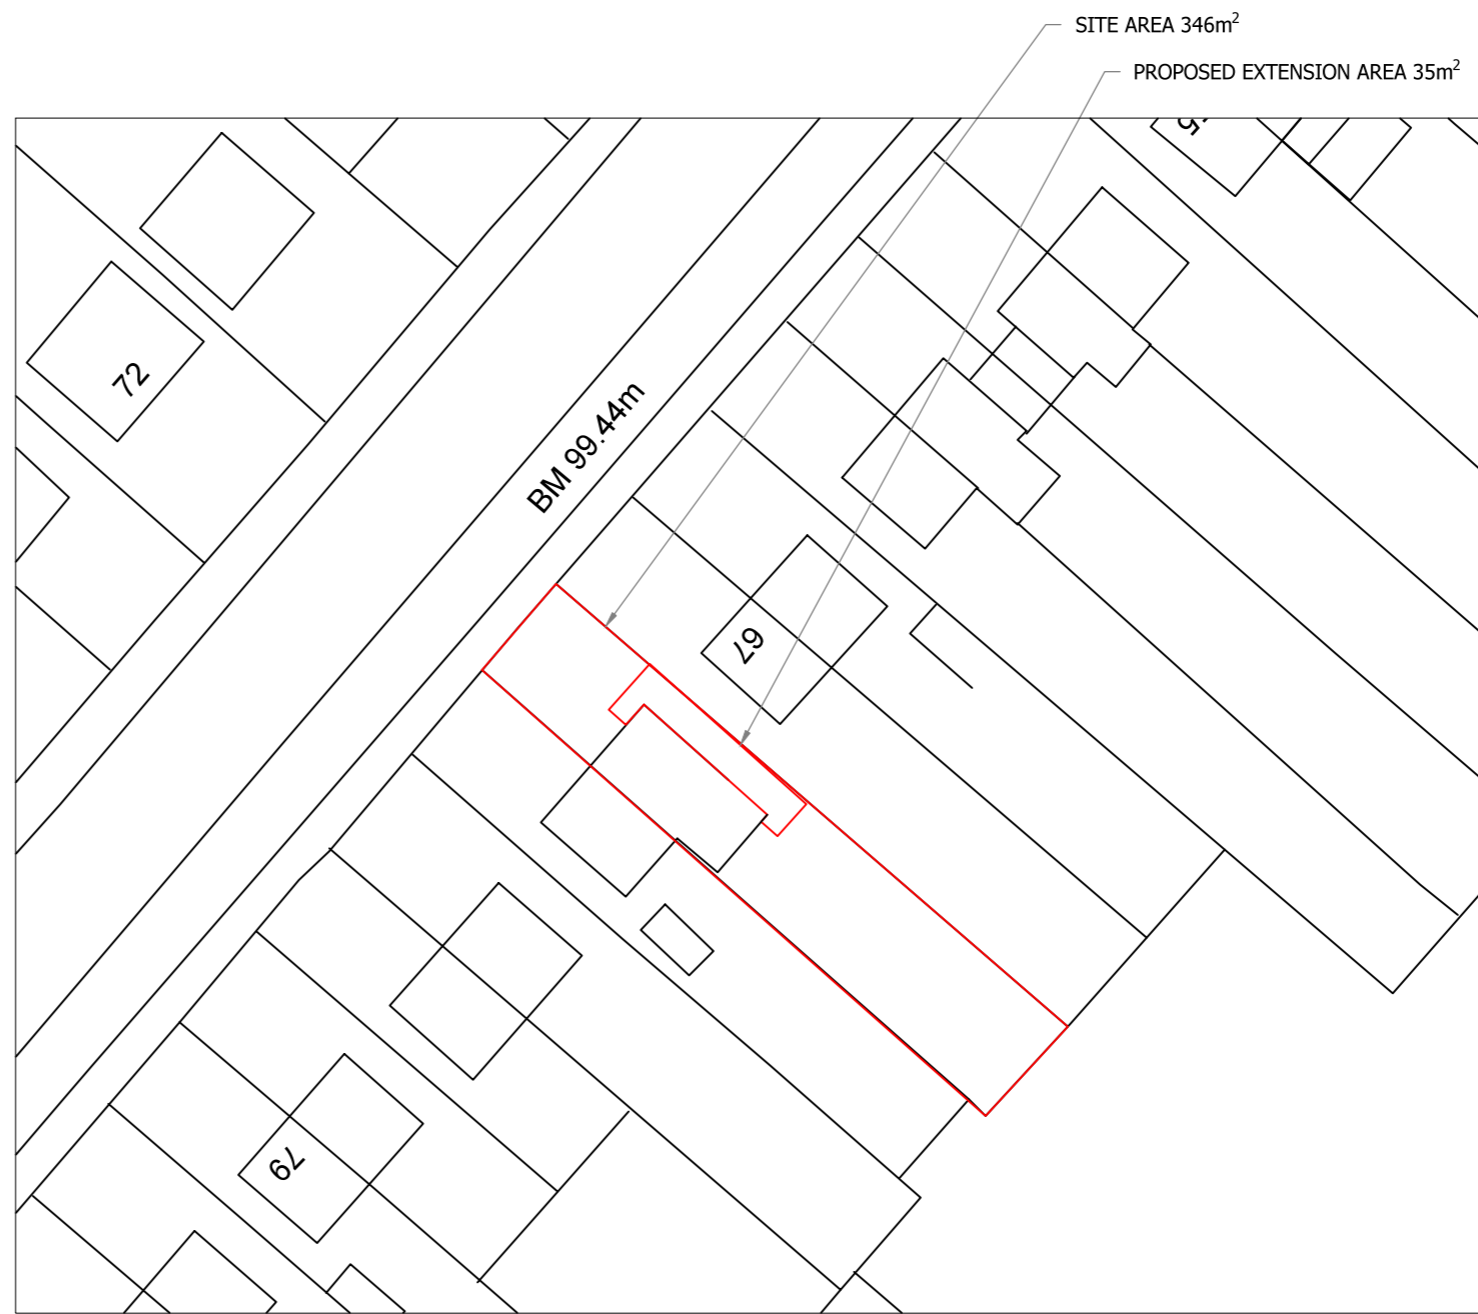 SITE AREA 346m²
PROPOSED EXTENSION AREA 35m²
72
BM 99.44m
67
79